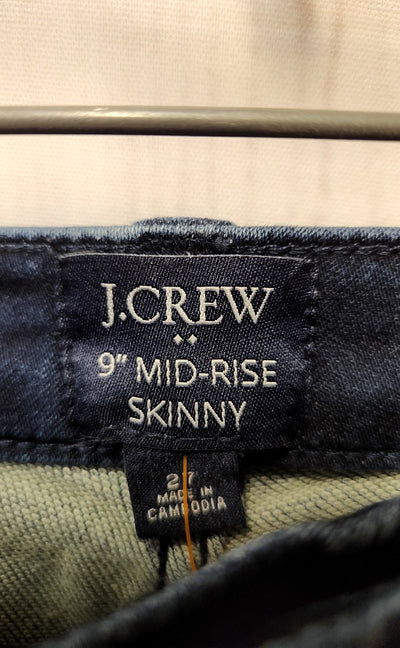 J.CREW
9" MID-RISE
SKINNY
27
MADE IN
CAMBODIA